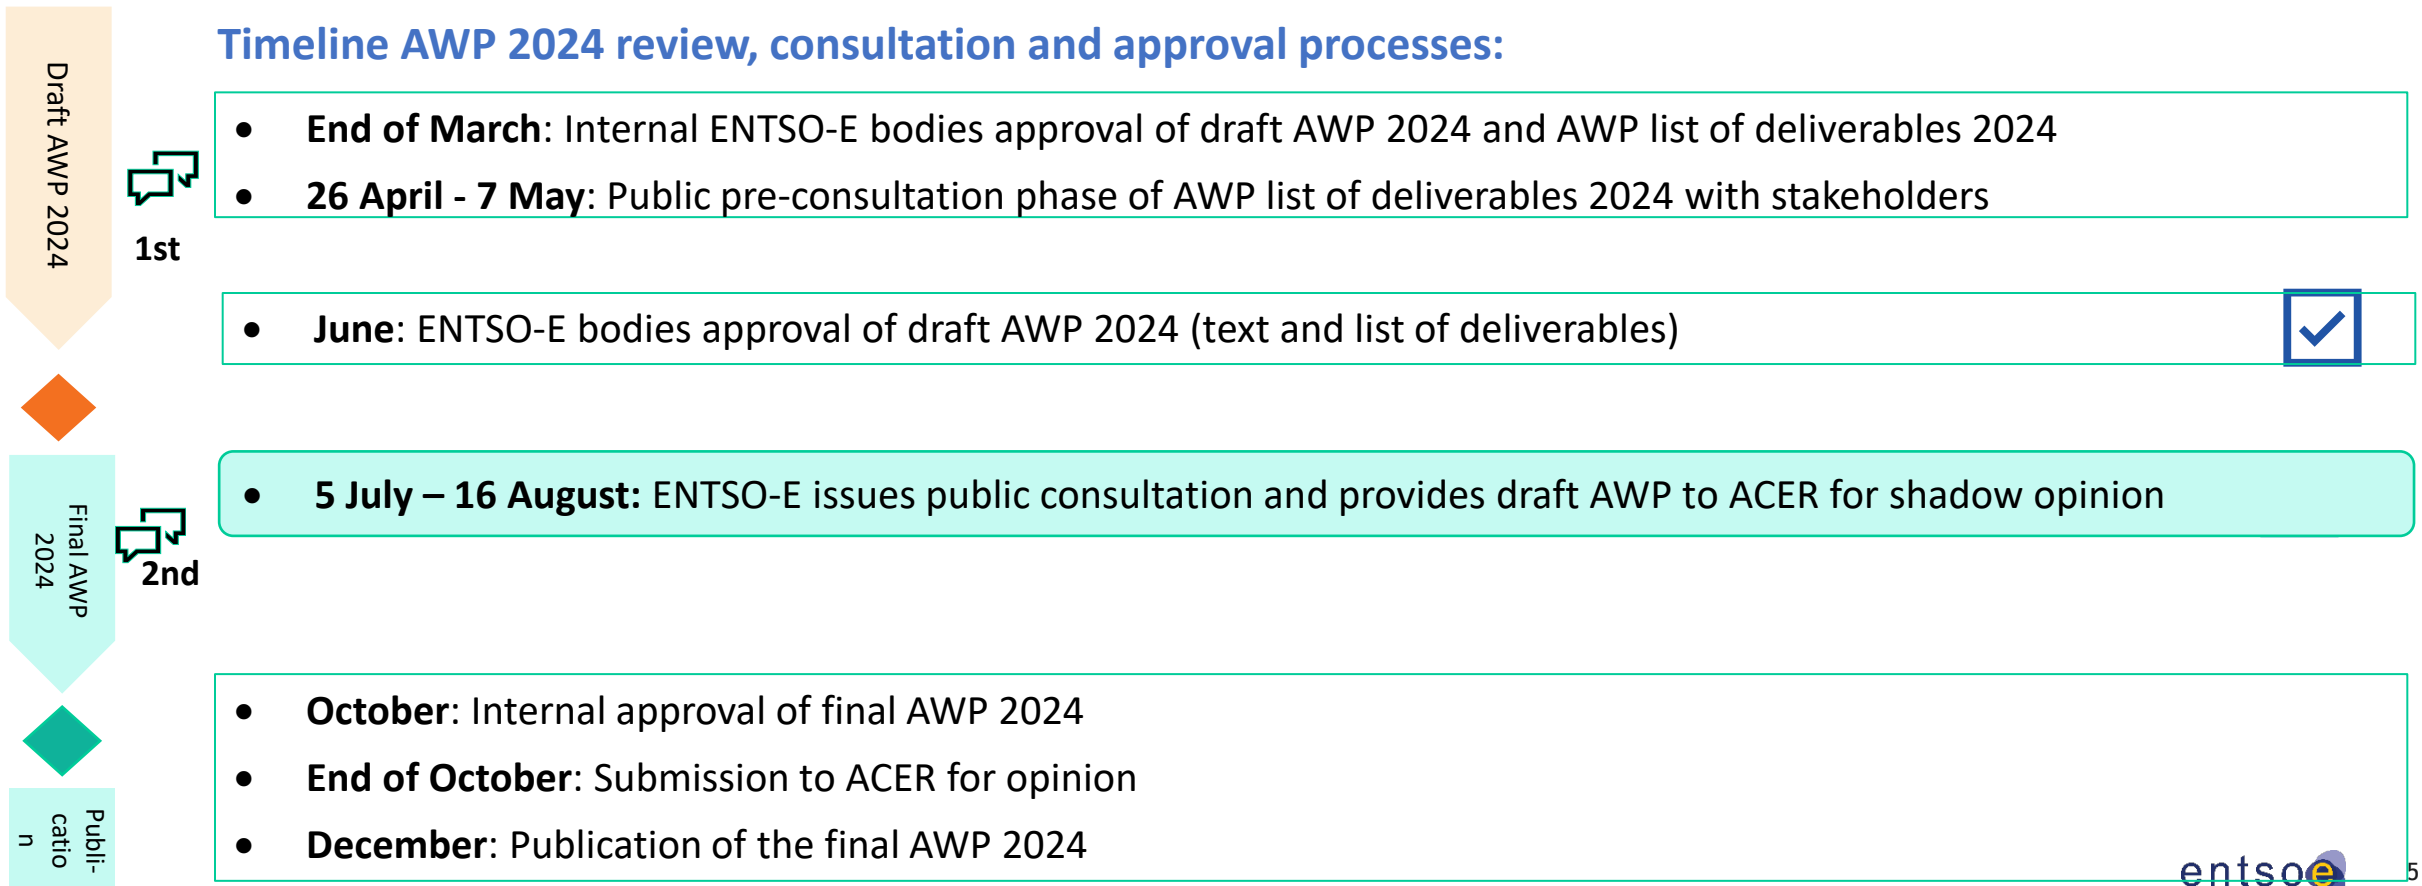 Timeline AWP 2024 review, consultation and approval processes:
Draft AWP 2024
• End of March: Internal ENTSO-E bodies approval of draft AWP 2024 and AWP list of deliverables 2024
• 26 April - 7 May: Public pre-consultation phase of AWP list of deliverables 2024 with stakeholders
1st
• June: ENTSO-E bodies approval of draft AWP 2024 (text and list of deliverables)
Final AWP
2024
• 5 July – 16 August: ENTSO-E issues public consultation and provides draft AWP to ACER for shadow opinion
2nd
• October: Internal approval of final AWP 2024
• End of October: Submission to ACER for opinion
• December: Publication of the final AWP 2024
Publi-
catio
n
entsoe
5